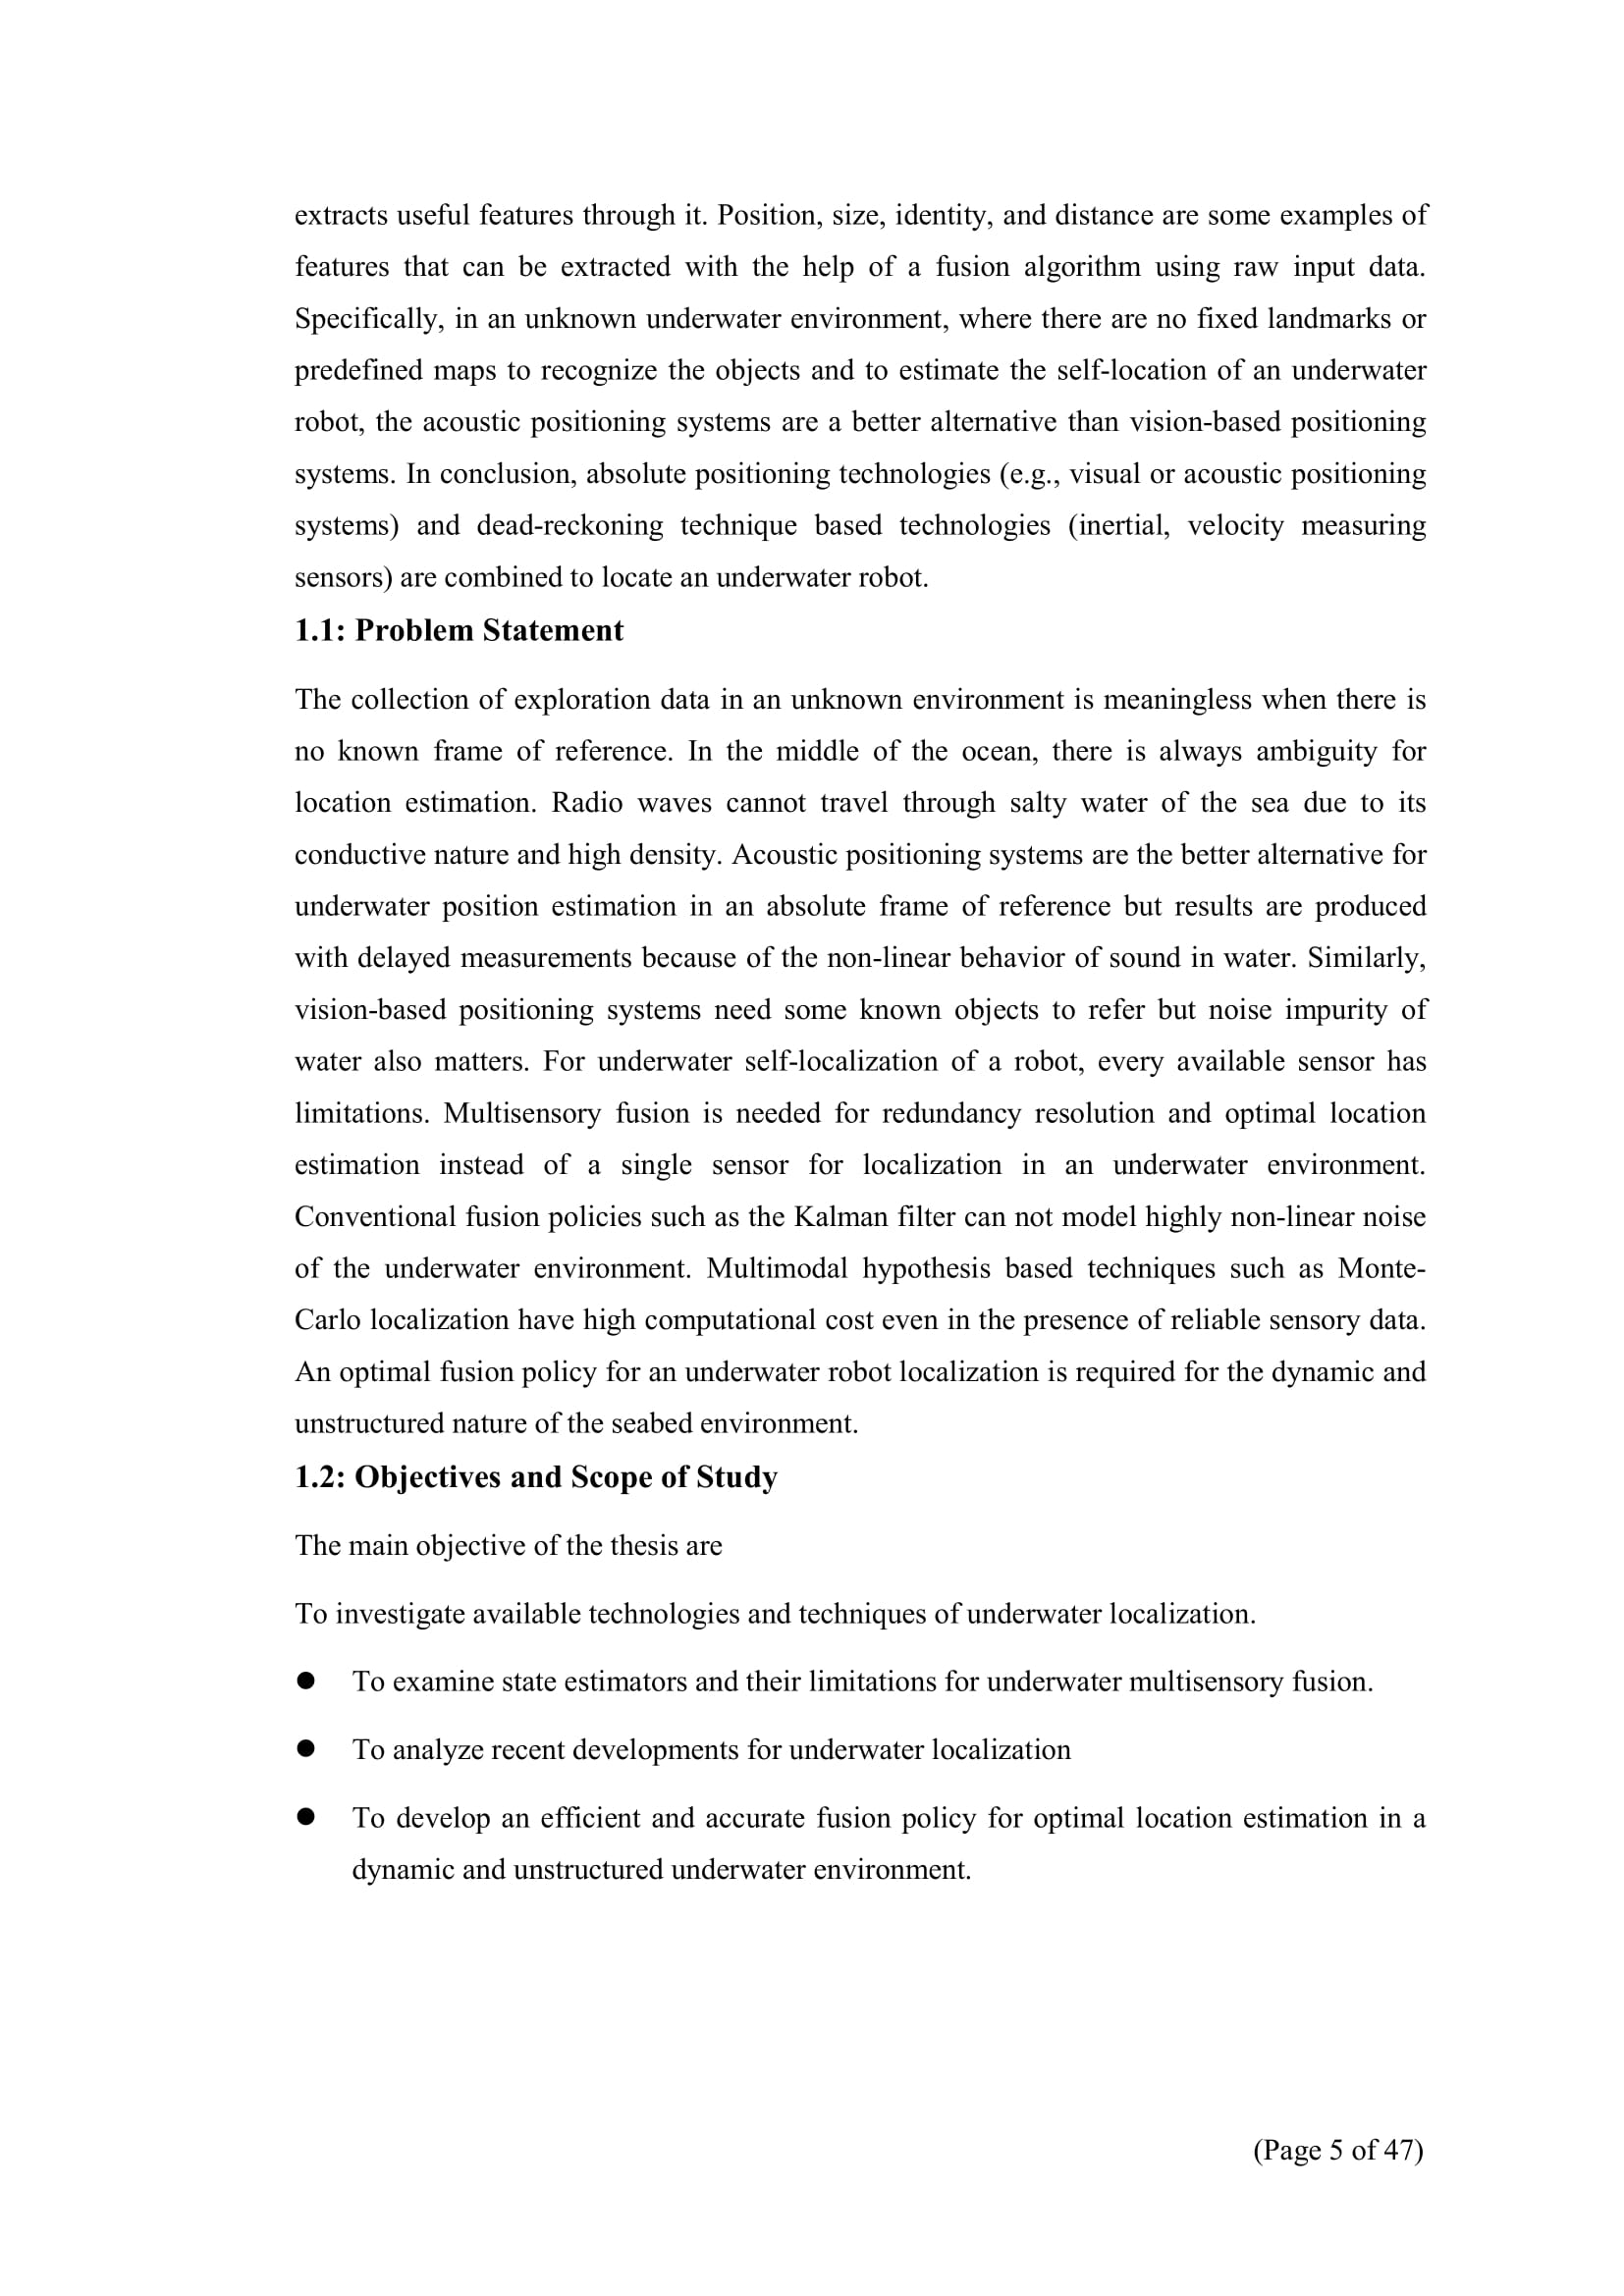 extracts useful features through it. Position, size, identity, and distance are some examples of
features that can be extracted with the help of a fusion algorithm using raw input data.
Specifically, in an unknown underwater environment, where there are no fixed landmarks or
predefined maps to recognize the objects and to estimate the self-location of an underwater
robot, the acoustic positioning systems are a better alternative than vision-based positioning
systems. In conclusion, absolute positioning technologies (e.g., visual or acoustic positioning
systems) and dead-reckoning technique based technologies (inertial, velocity measuring
sensors) are combined to locate an underwater robot.
1.1: Problem Statement
The collection of exploration data in an unknown environment is meaningless when there is
no known frame of reference. In the middle of the ocean, there is always ambiguity for
location estimation. Radio waves cannot travel through salty water of the sea due to its
conductive nature and high density. Acoustic positioning systems are the better alternative for
underwater position estimation in an absolute frame of reference but results are produced
with delayed measurements because of the non-linear behavior of sound in water. Similarly,
vision-based positioning systems need some known objects to refer but noise impurity of
water also matters. For underwater self-localization of a robot, every available sensor has
limitations. Multisensory fusion is needed for redundancy resolution and optimal location
estimation instead of a single sensor for localization in an underwater environment.
Conventional fusion policies such as the Kalman filter can not model highly non-linear noise
of the underwater environment. Multimodal hypothesis based techniques such as Monte-
Carlo localization have high computational cost even in the presence of reliable sensory data.
An optimal fusion policy for an underwater robot localization is required for the dynamic and
unstructured nature of the seabed environment.
1.2: Objectives and Scope of Study
The main objective of the thesis are
To investigate available technologies and techniques of underwater localization.
● To examine state estimators and their limitations for underwater multisensory fusion.
● To analyze recent developments for underwater localization
● To develop an efficient and accurate fusion policy for optimal location estimation in a
dynamic and unstructured underwater environment.
(Page 5 of 47)